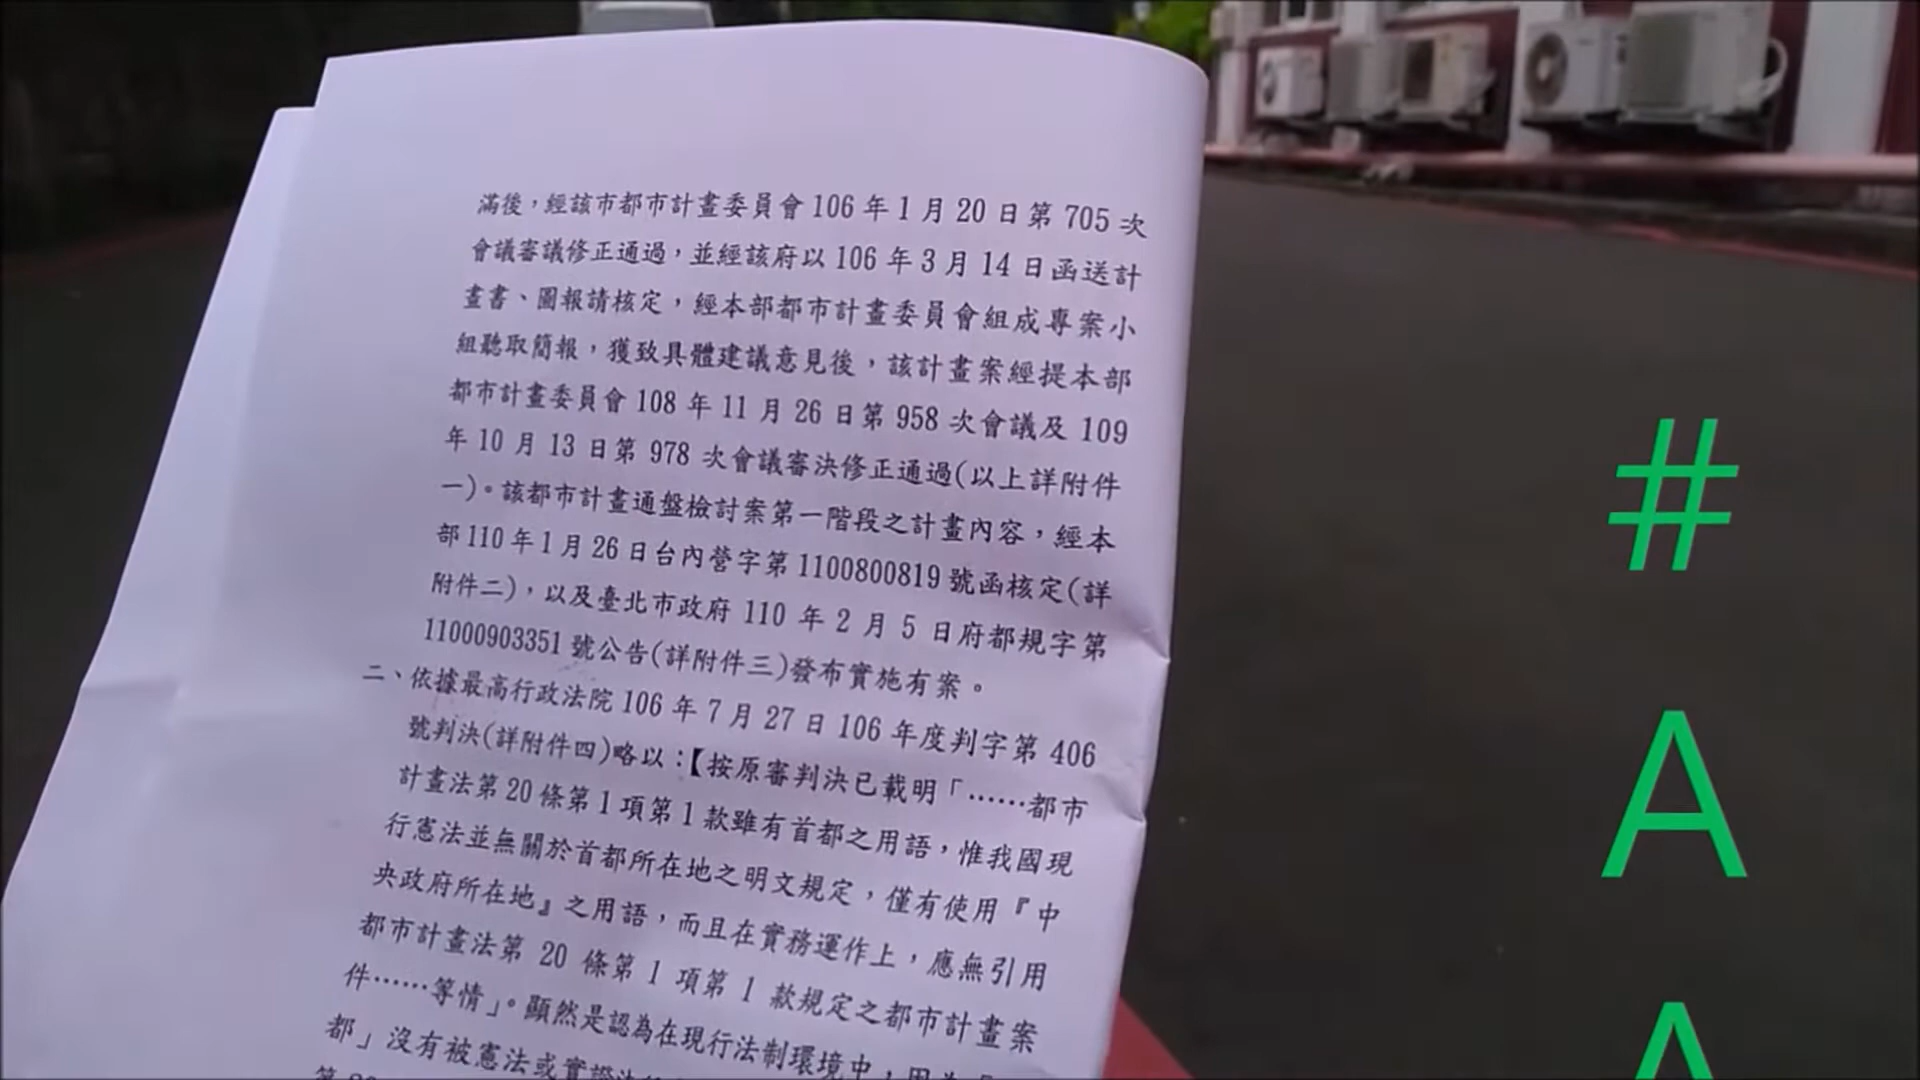 滿後，經該市都市計畫委員會 106 年 1 月 20 日第 705 次
會議審議修正通過，並經該府以 106 年 3 月 14 日函送計
畫書、圖報請核定，經本部都市計畫委員會組成專案小
組聽取簡報，獲致具體建議意見後，該計畫案經提本部
都市計畫委員會 108 年 11 月 26 日第 958 次會議及 109
年 10 月 13 日第 978 次會議審決修正通過(以上詳附件
一)。該都市計畫通盤檢討案第一階段之計畫內容，經本
部 110 年 1 月 26 日台內營字第 1100800819 號函核定(詳
附件二)，以及臺北市政府 110 年 2 月 5 日府都規字第
11000903351 號公告(詳附件三)發布實施有案。
二、依據最高行政法院 106 年 7 月 27 日 106 年度判字第 406
號判決(詳附件四)略以：【按原審判決已載明「……都市
計畫法第 20 條第 1 項第 1 款雖有首都之用語，惟我國現
行憲法並無關於首都所在地之明文規定，僅有使用『中
央政府所在地』之用語，而且在實務運作上，應無引用
都市計畫法第 20 條第 1 項第 1 款規定之都市計畫案
件……等情」。顯然是認為在現行法制環境中，因為「
都」沒有被憲法或實證法
#
A